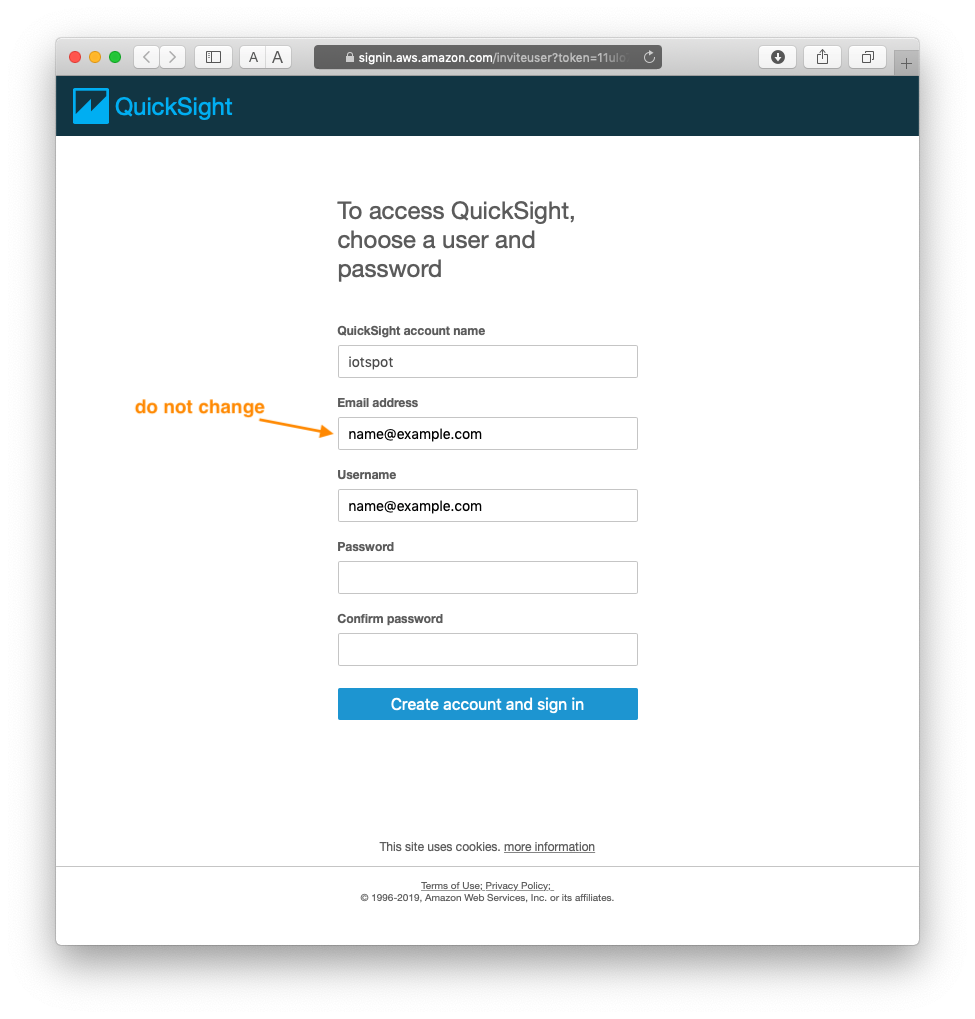 A A
signin.aws.amazon.com/inviteuser?token=11ulo
QuickSight
To access QuickSight,
choose a user and
password
QuickSight account name
iotspot
Email address
do not change
name@example.com
Username
name@example.com
Password
Confirm password
Create account and sign in
This site uses cookies. more information
Terms of Use; Privacy Policy;
© 1996-2019, Amazon Web Services, Inc. or its affiliates.